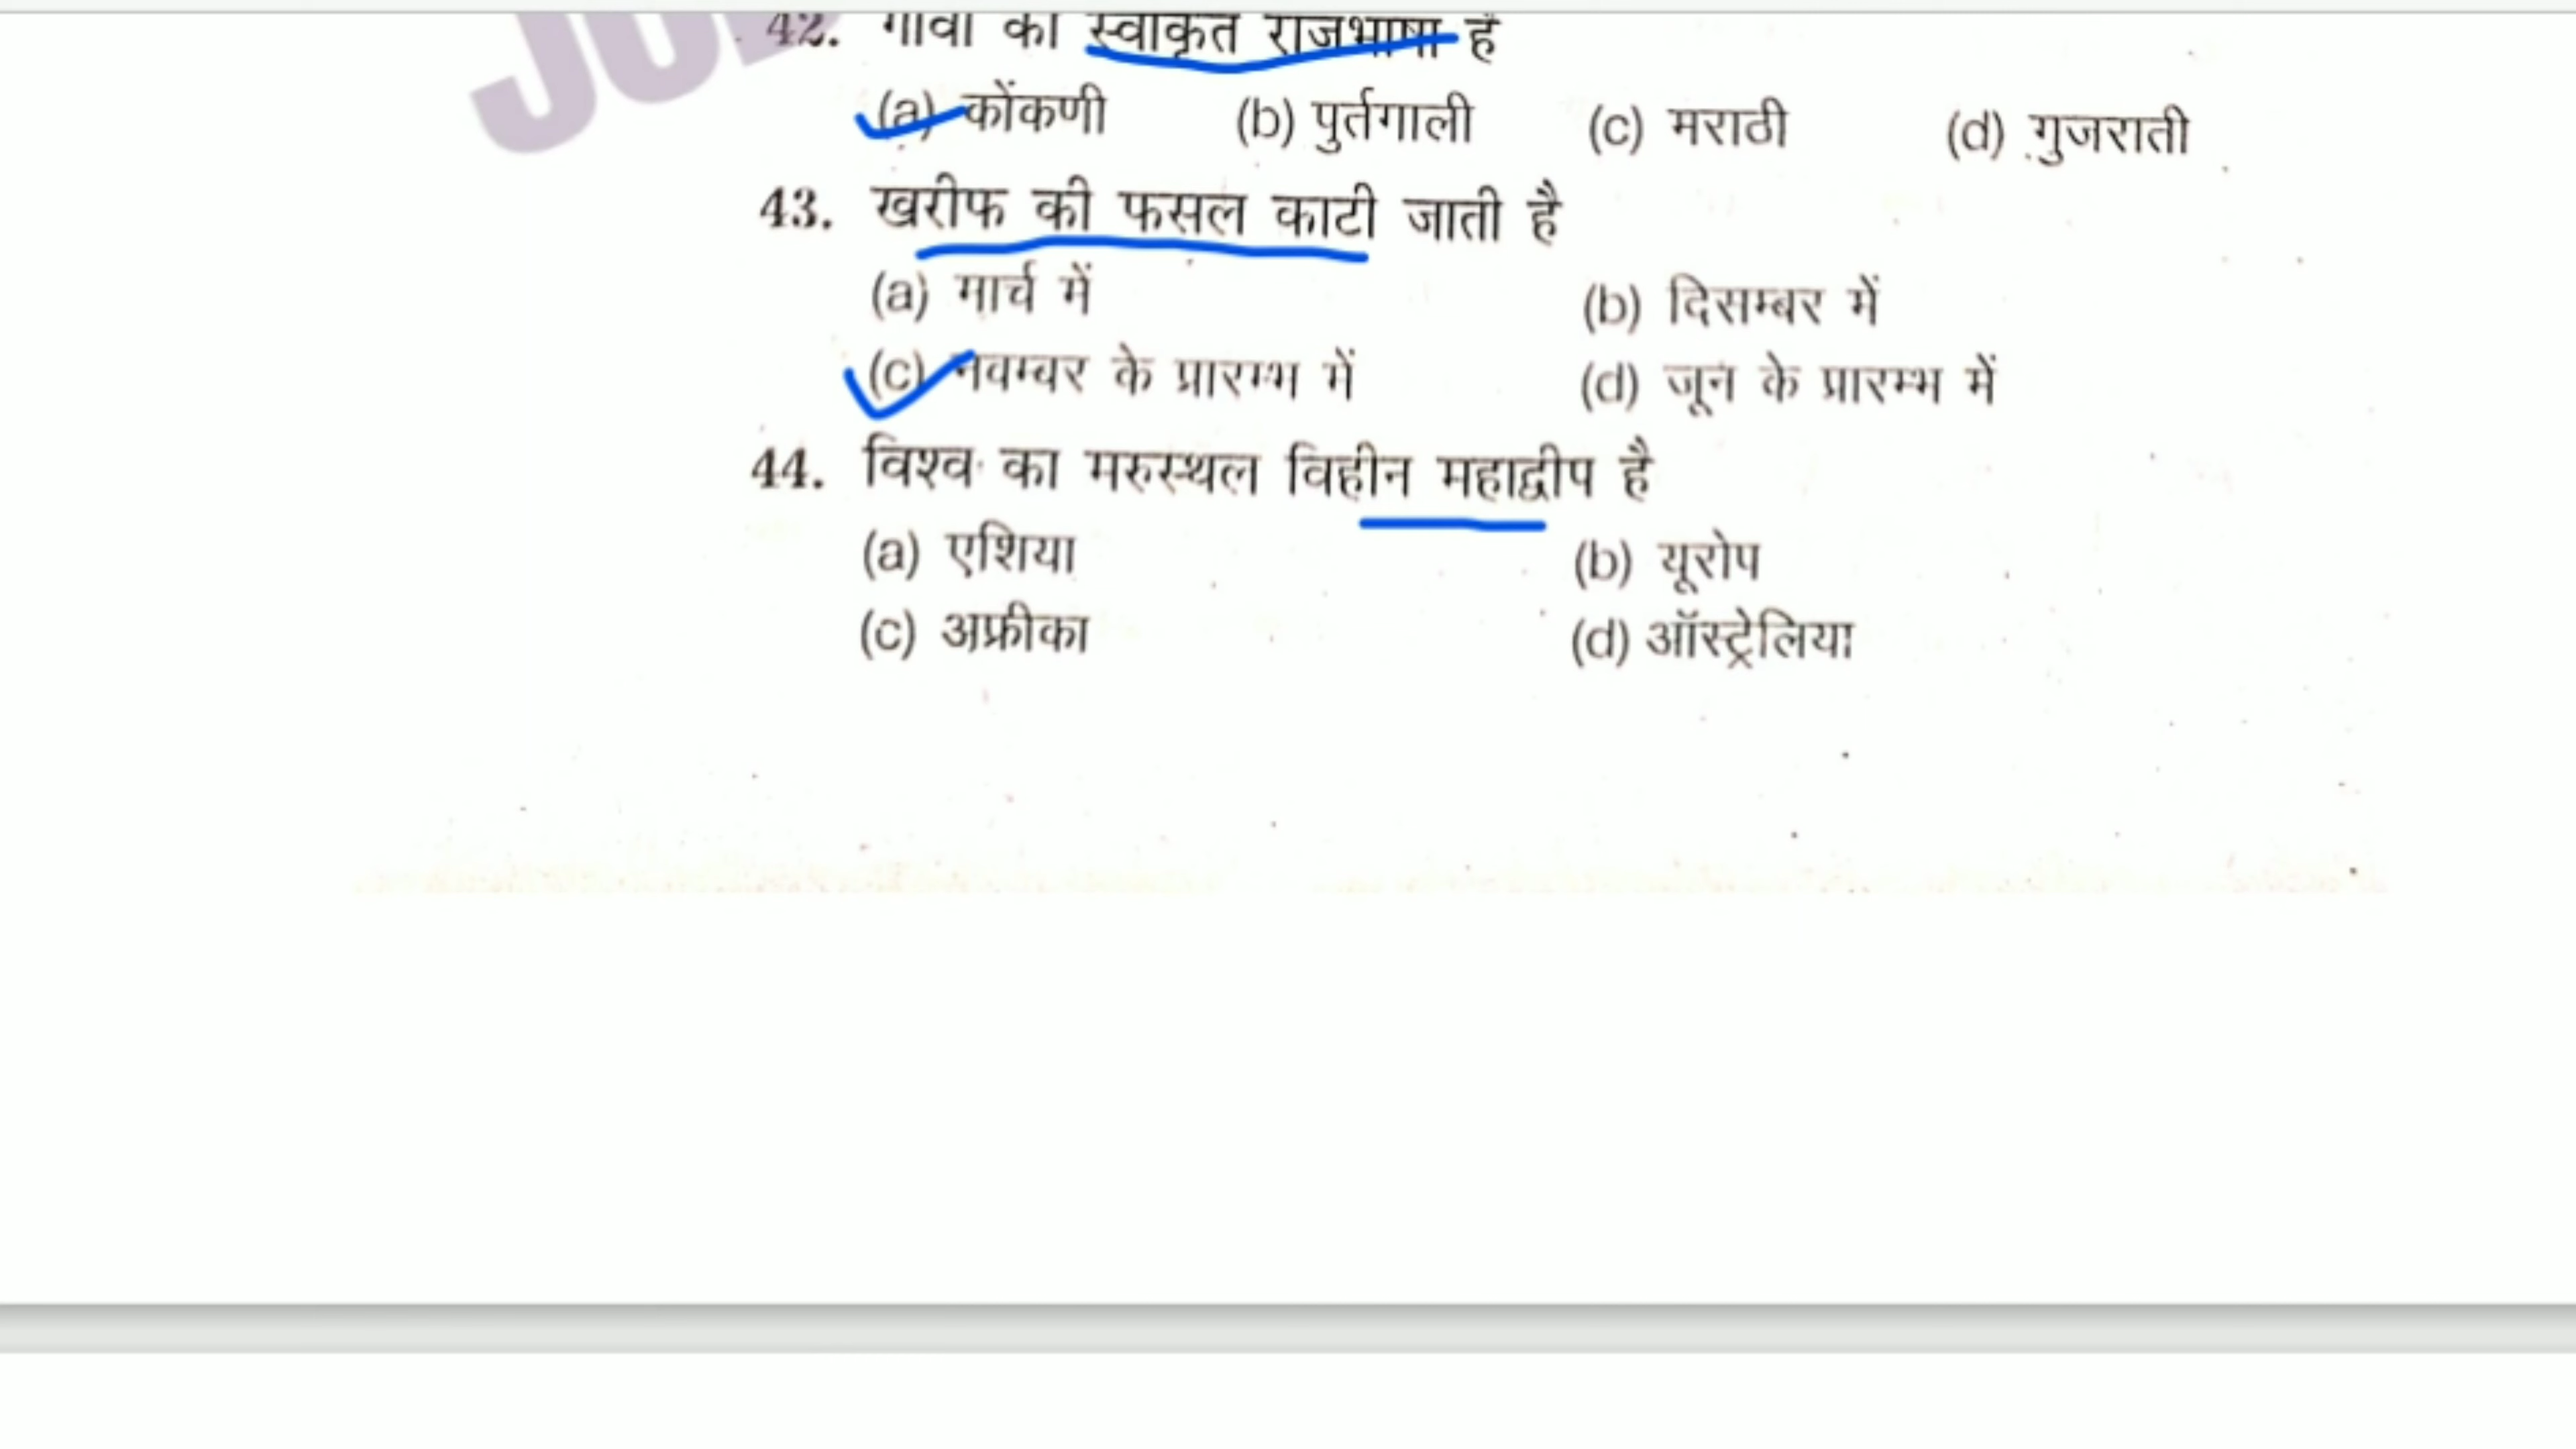 42. गोवा की स्वीकृत राजभाषा है
(a) कोंकणी (b) पुर्तगाली (c) मराठी (d) गुजराती
43. खरीफ की फसल काटी जाती है
(a) मार्च में (b) दिसम्बर में
(c) नवम्बर के प्रारम्भ में (d) जून के प्रारम्भ में
44. विश्व का मरुस्थल विहीन महाद्वीप है
(a) एशिया (b) यूरोप
(c) अफ्रीका (d) ऑस्ट्रेलिया